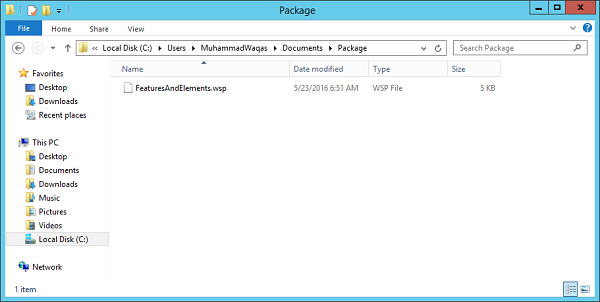 Package
File Home Share View
« Local Disk (C:) Users MuhammadWaqas Documents Package Search Package
Name Date modified Type Size
FeaturesAndElements.wsp 5/23/2016 6:51 AM WSP File 5 KB
Favorites
Desktop
Downloads
Recent places
This PC
Desktop
Documents
Downloads
Music
Pictures
Videos
Local Disk (C:)
Network
1 item